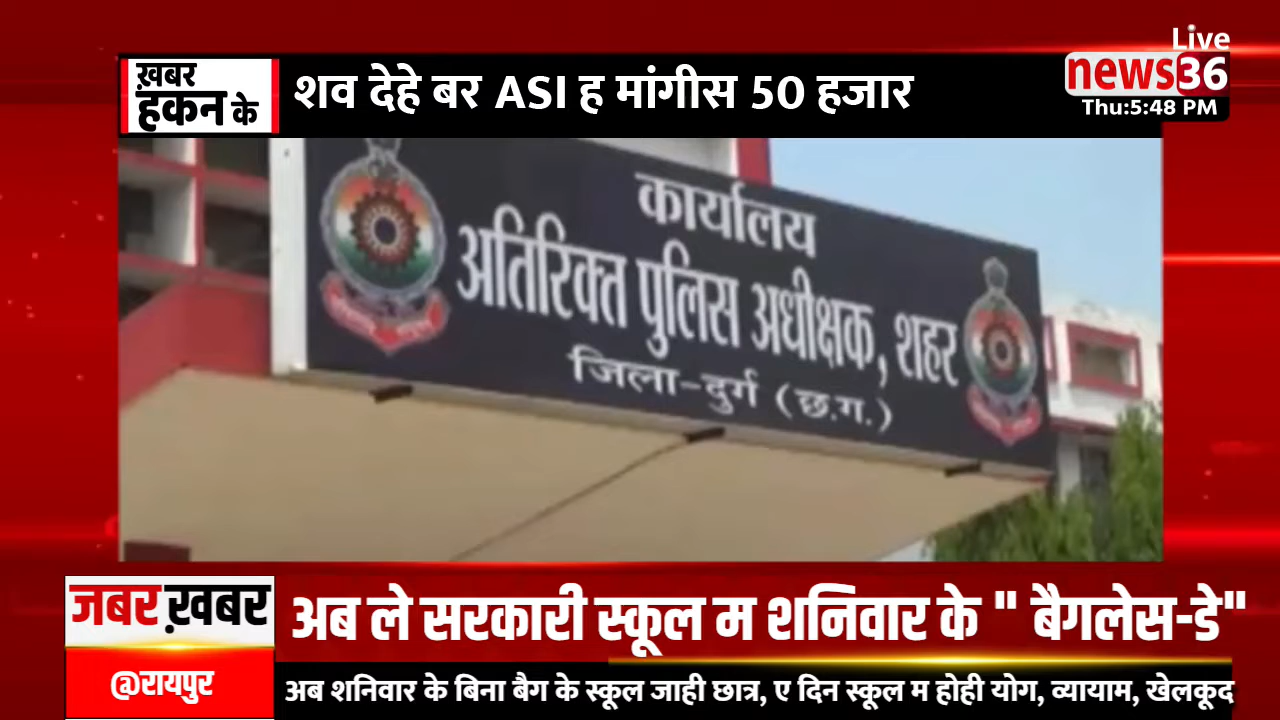 Live
ख़बर
हकन के
शव देहे बर ASI ह मांगीस 50 हजार
news36
Thu:5:48 PM
कार्यालय
अतिरिक्त पुलिस अधीक्षक, शहर
जिला-दुर्ग (छ.ग.)
जबर ख़बर
अब ले सरकारी स्कूल म शनिवार के " बैगलेस-डे"
@रायपुर
अब शनिवार के बिना बैग के स्कूल जाही छात्र, ए दिन स्कूल म होही योग, व्यायाम, खेलकूद